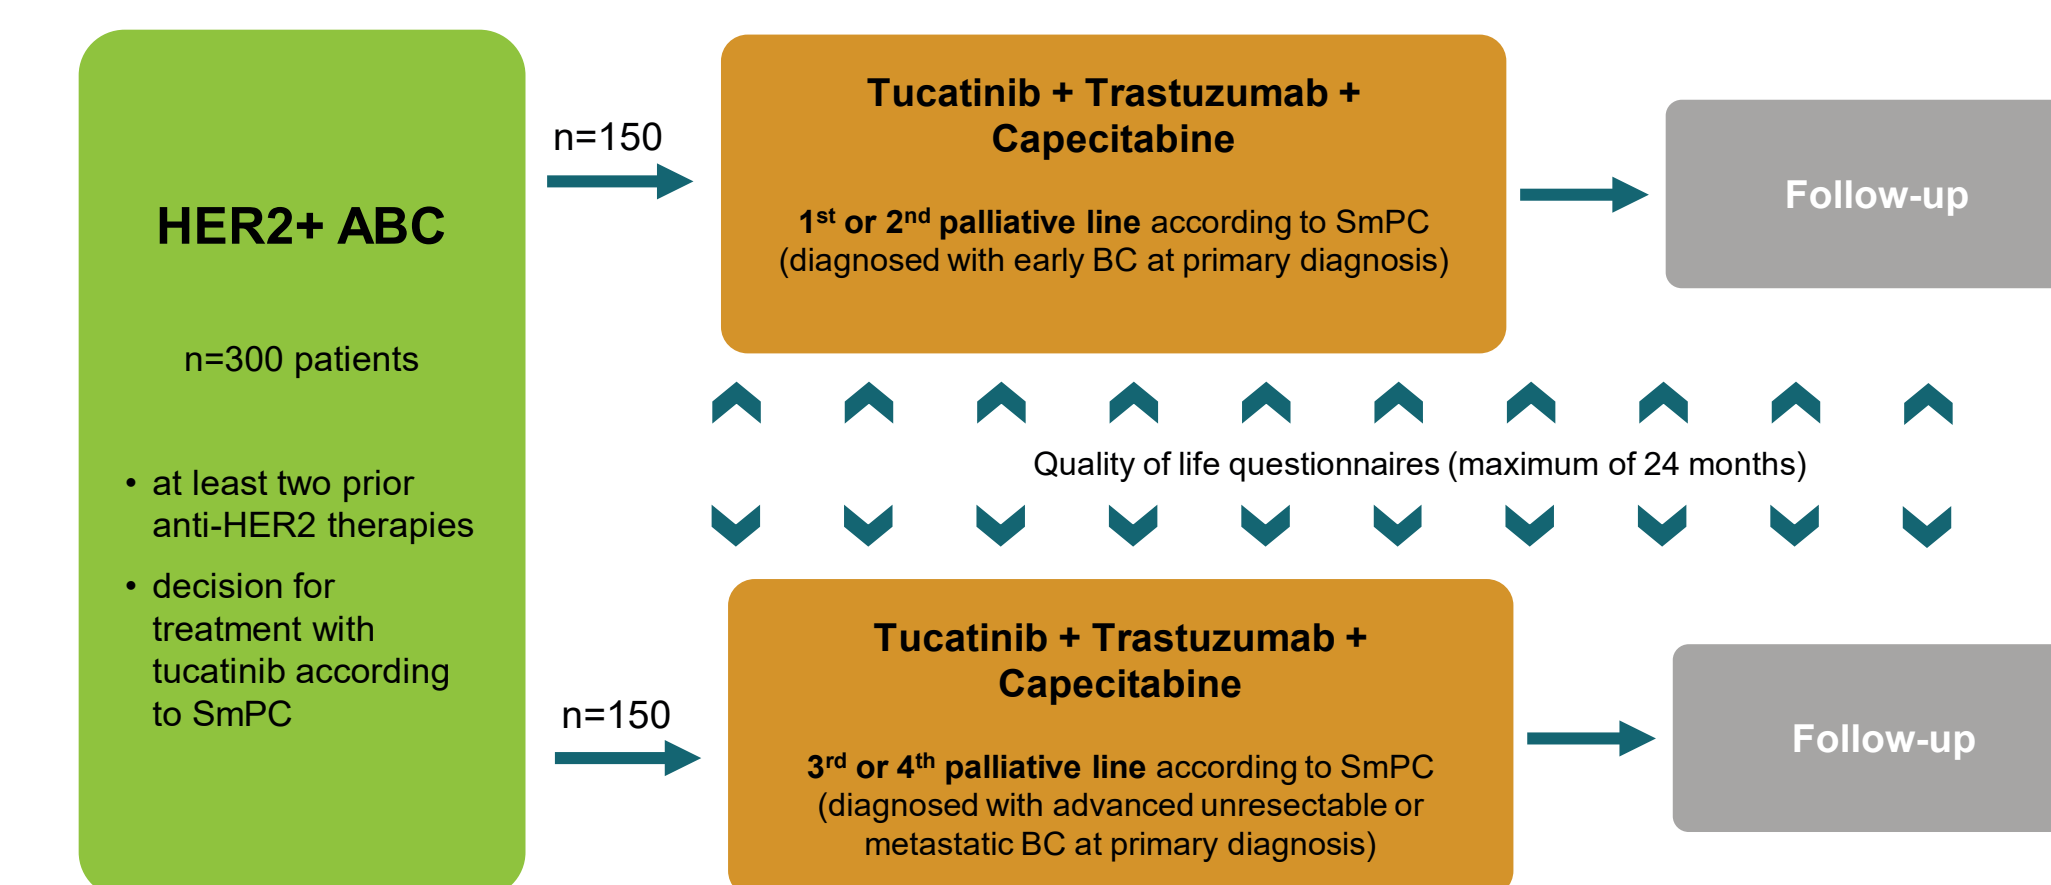 HER2+ ABC
n=300 patients
• at least two prior
anti-HER2 therapies
• decision for
treatment with
tucatinib according
to SmPC
n=150
Tucatinib + Trastuzumab +
Capecitabine
1st or 2nd palliative line according to SmPC
(diagnosed with early BC at primary diagnosis)
Follow-up
Quality of life questionnaires (maximum of 24 months)
n=150
Tucatinib + Trastuzumab +
Capecitabine
3rd or 4th palliative line according to SmPC
(diagnosed with advanced unresectable or
metastatic BC at primary diagnosis)
Follow-up